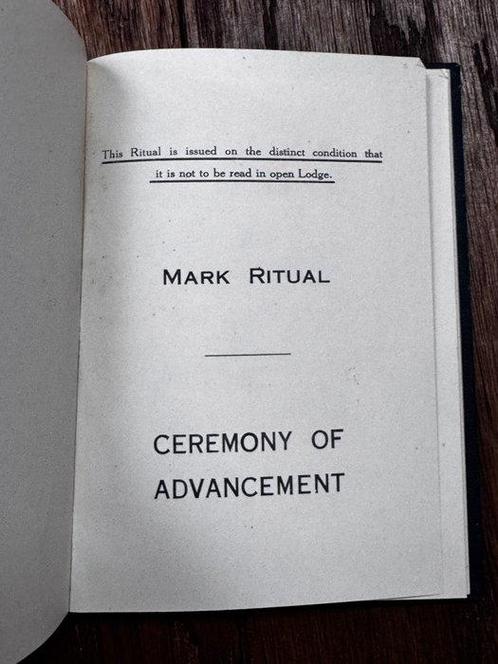 This Ritual is issued on the distinct condition that
it is not to be read in open Lodge.
MARK RITUAL
CEREMONY OF
ADVANCEMENT